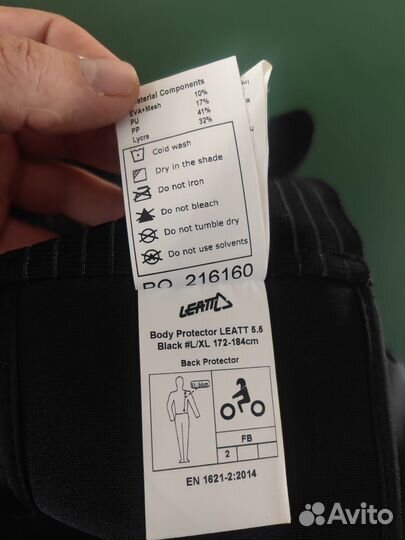 Material Components
EVA+Mesh 10%
PU 17%
PP 41%
Lycra 32%
Cold wash
Dry in the shade
Do not iron
Do not bleach
Do not tumble dry
Do not use solvents
PO 216160
LEATT
Body Protector LEATT 5.5
Black #L/XL 172-184cm
Back Protector
FB
2
EN 1621-2:2014
Avito